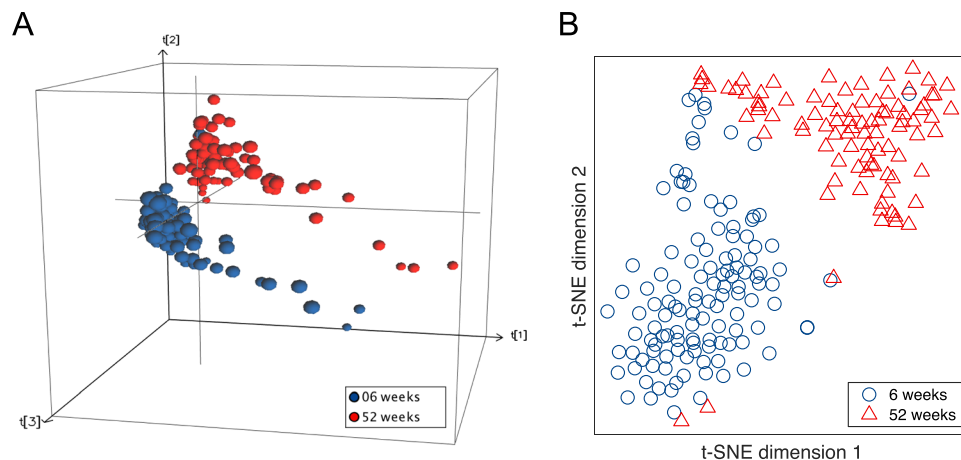 A
t[2]
t[1]
t[3]
06 weeks
52 weeks
B
t-SNE dimension 2
6 weeks
52 weeks
t-SNE dimension 1